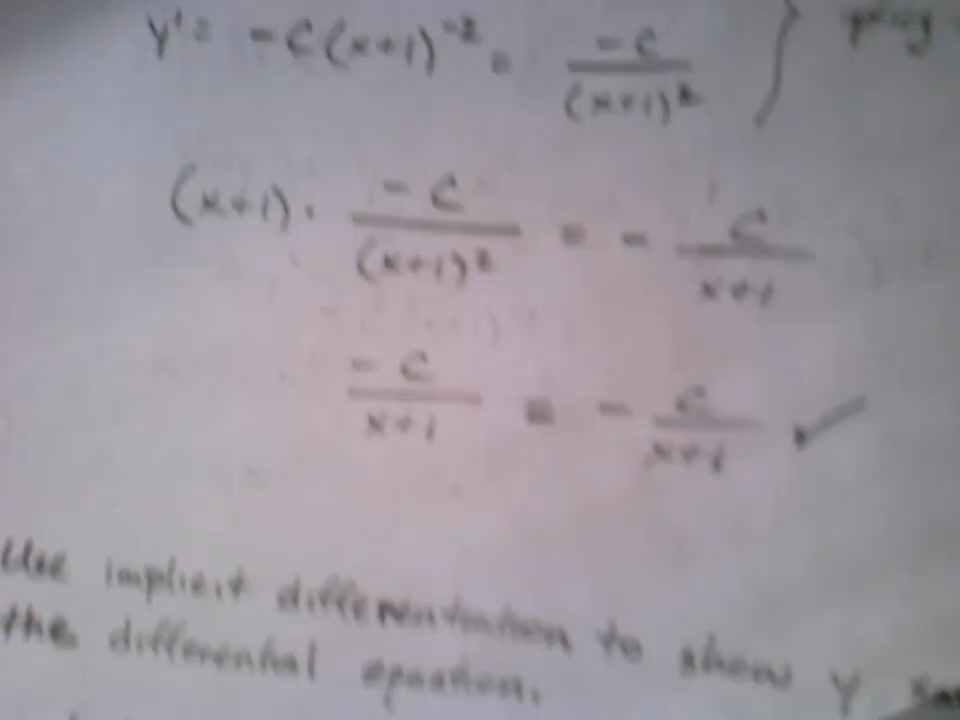 y' = -C(x+1)^-2 = -C/(x+1)^2 }
(x+1) · -C/(x+1)^2 = - C/x+1
-C/x+1 = - C/x+1 ✓
Use implicit differentiation to show y
the differential equation.